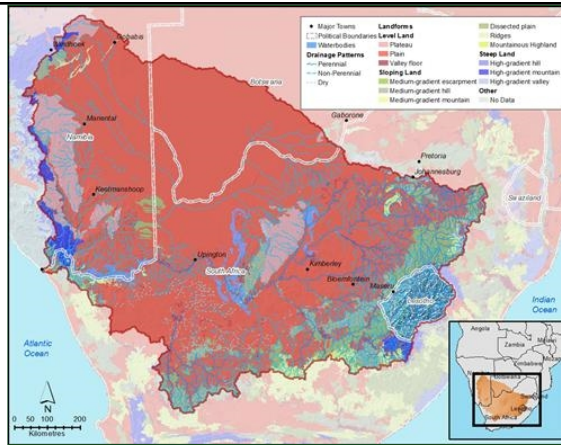 Major Towns
Political Boundaries
Waterbodies
Drainage Patterns
Perennial
Non-Perennial
Dry
Landforms
Level Land
Plateau
Plain
Valley floor
Sloping Land
Medium-gradient escarpment
Medium-gradient hill
Medium-gradient mountain
Dissected plain
Ridges
Mountainous Highland
Steep Land
High-gradient hill
High-gradient mountain
High-gradient valley
Other
No Data
Windhoek
Gobabis
Botswana
Mariental
Namibia
Gaborone
Pretoria
Johannesburg
Swaziland
Keetmanshoop
Upington
South Africa
Kimberley
Bloemfontein
Maseru
Lesotho
Atlantic
Ocean
Indian
Ocean
N
200 100 0 200
Kilometres
Angola
Zambia
Zimbabwe
South Africa
Lesotho